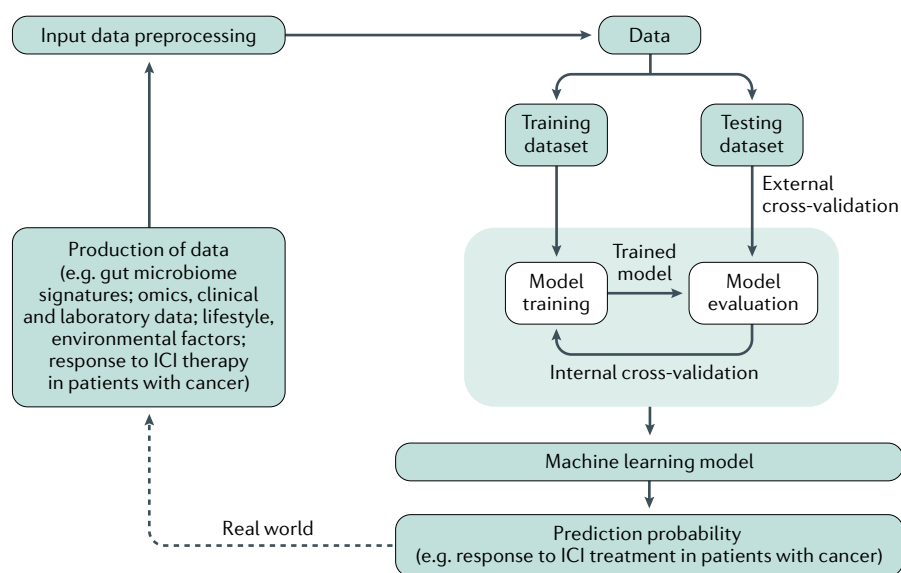 Input data preprocessing
Data
Training
dataset
Testing
dataset
External
cross-validation
Production of data
(e.g. gut microbiome
signatures; omics, clinical
and laboratory data; lifestyle,
environmental factors;
response to ICI therapy
in patients with cancer)
Model
training
Trained
model
Model
evaluation
Internal cross-validation
Machine learning model
Real world
Prediction probability
(e.g. response to ICI treatment in patients with cancer)